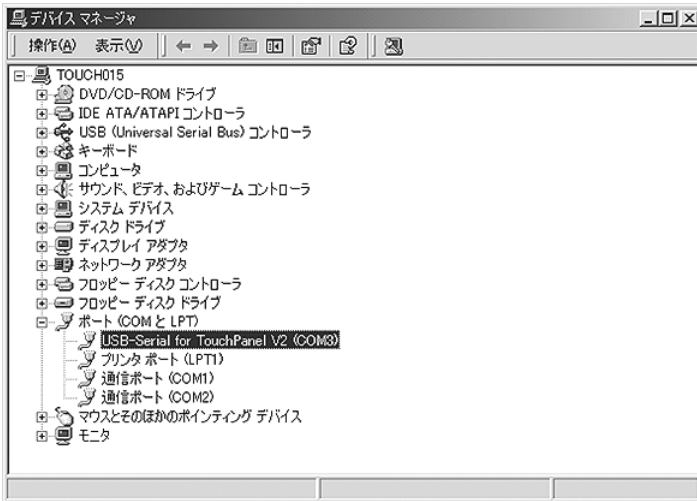 デバイス マネージャ
操作(A) 表示(V)
TOUCH015
DVD/CD-ROM ドライブ
IDE ATA/ATAPI コントローラ
USB (Universal Serial Bus) コントローラ
キーボード
コンピュータ
サウンド、ビデオ、およびゲーム コントローラ
システム デバイス
ディスク ドライブ
ディスプレイ アダプタ
ネットワーク アダプタ
フロッピー ディスク コントローラ
フロッピー ディスク ドライブ
ポート (COM と LPT)
USB-Serial for TouchPanel V2 (COM3)
プリンタ ポート (LPT1)
通信ポート (COM1)
通信ポート (COM2)
マウスとそのほかのポインティング デバイス
モニタ